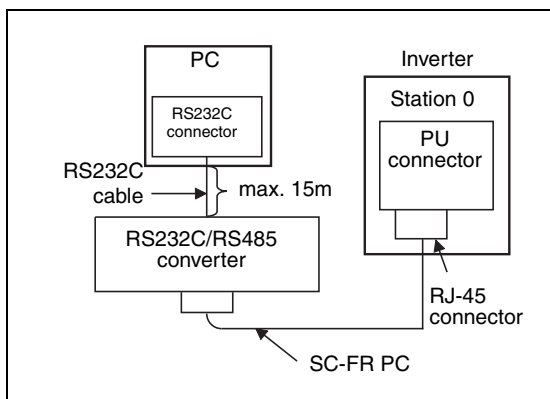 PC
RS232C
connector
RS232C
cable
max. 15m
RS232C/RS485
converter
Inverter
Station 0
PU
connector
RJ-45
connector
SC-FR PC